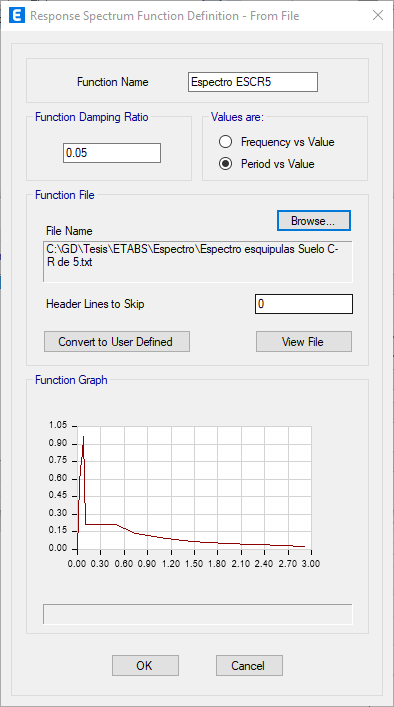 E Response Spectrum Function Definition - From File
Function Name Espectro ESCR5
Function Damping Ratio
0.05
Values are:
Frequency vs Value
Period vs Value
Function File
Browse...
File Name
C:\GD\Tesis\ETABS\Espectro\Espectro esquipulas Suelo C-
R de 5.txt
Header Lines to Skip 0
Convert to User Defined View File
Function Graph
1.05
0.90
0.75
0.60
0.45
0.30
0.15
0.00
0.00 0.30 0.60 0.90 1.20 1.50 1.80 2.10 2.40 2.70 3.00
OK Cancel